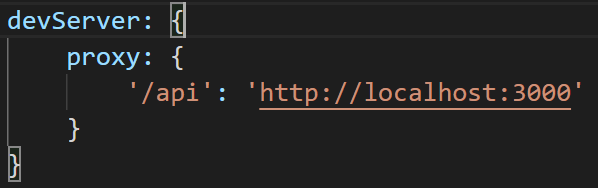 devServer: {
    proxy: {
        '/api': 'http://localhost:3000'
    }
}